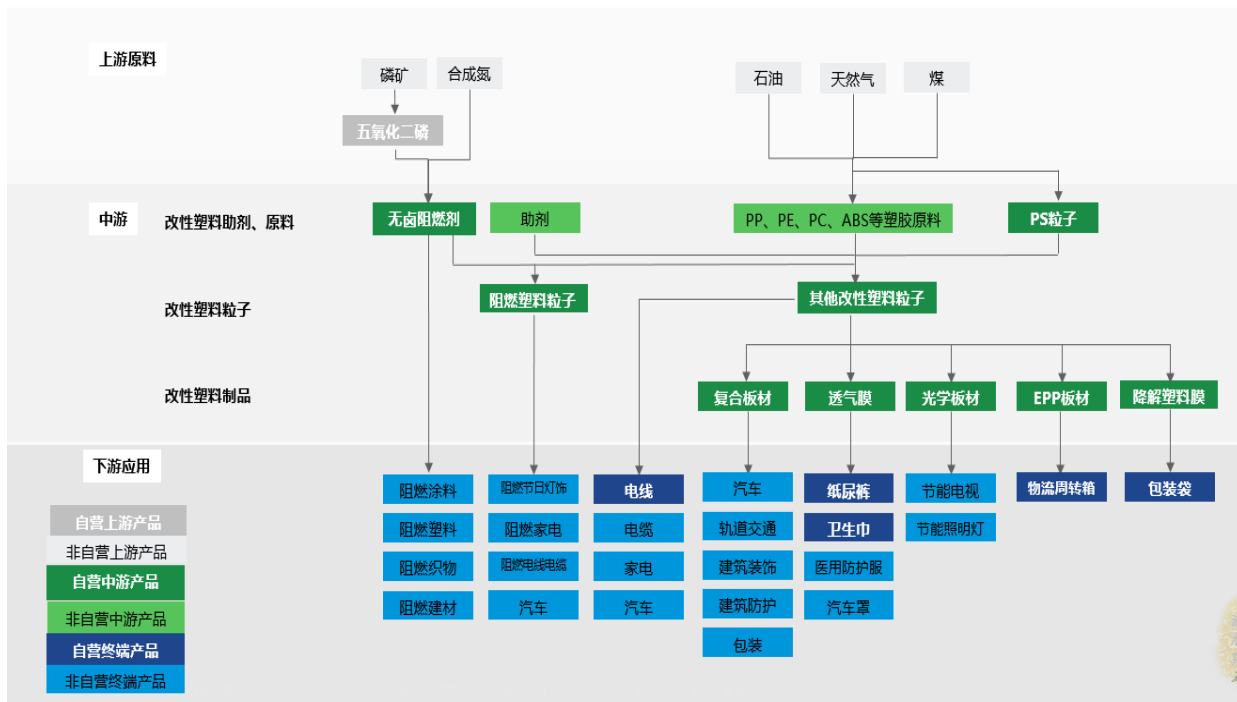 上游原料
磷矿
合成氮
石油
天然气
煤
五氧化二磷
中游
改性塑料助剂、原料
无卤阻燃剂
助剂
PP、PE、PC、ABS等塑胶原料
PS粒子
改性塑料粒子
阻燃塑料粒子
其他改性塑料粒子
改性塑料制品
复合板材
透气膜
光学板材
EPP板材
降解塑料膜
下游应用
阻燃涂料
阻燃节日灯饰
电线
汽车
纸尿裤
节能电视
物流周转箱
包装袋
阻燃塑料
阻燃家电
电缆
轨道交通
卫生巾
节能照明灯
阻燃织物
阻燃电线电缆
家电
建筑装饰
医用防护服
阻燃建材
汽车
汽车
建筑防护
汽车罩
包装
自营上游产品
非自营上游产品
自营中游产品
非自营中游产品
自营终端产品
非自营终端产品